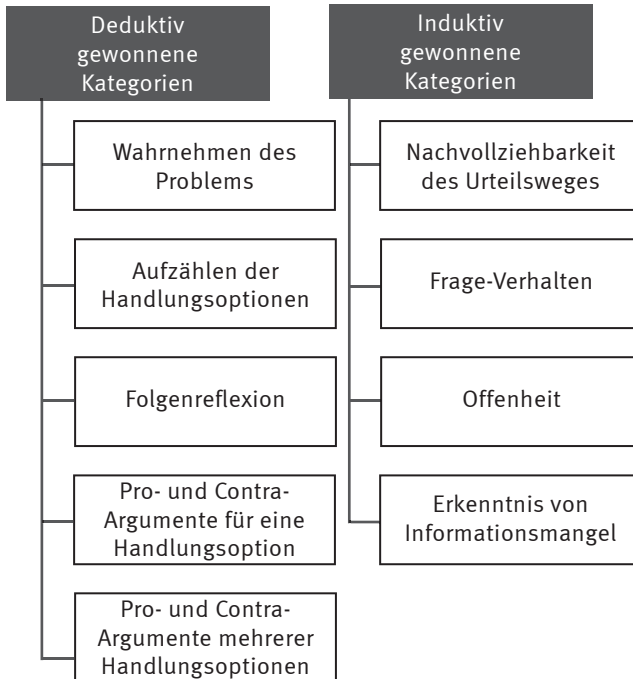 Deduktiv
gewonnene
Kategorien
Wahrnehmen des
Problems
Aufzählen der
Handlungsoptionen
Folgenreflexion
Pro- und Contra-
Argumente für eine
Handlungsoption
Pro- und Contra-
Argumente mehrerer
Handlungsoptionen
Induktiv
gewonnene
Kategorien
Nachvollziehbarkeit
des Urteilsweges
Frage-Verhalten
Offenheit
Erkenntnis von
Informationsmangel